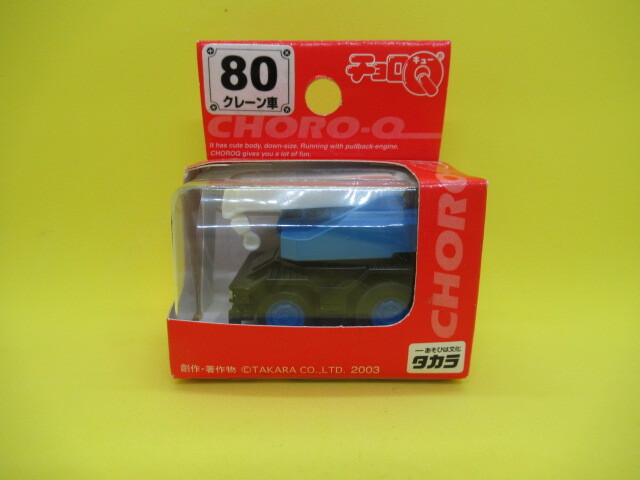 80
クレーン車
チョロQ
キュー
CHORO-Q
It has cute body, down-size. Running with pullback-engine.
CHOROQ gives you a lot of fun.
CHORO
あそびは文化
タカラ
創作・著作物 ©TAKARA CO.,LTD. 2003